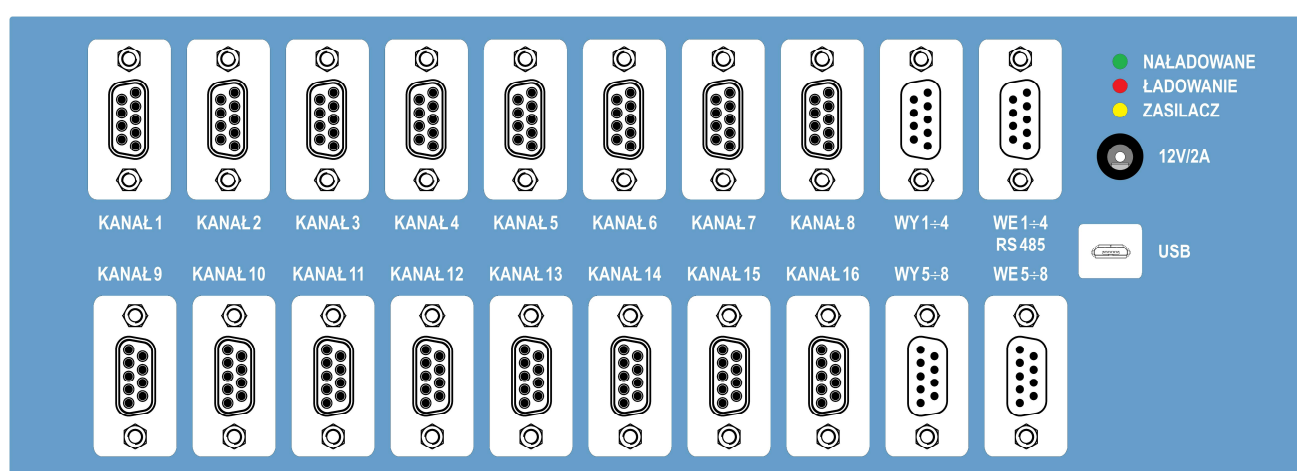 NAŁADOWANE
ŁADOWANIE
ZASILACZ
12V/2A
KANAŁ 1 KANAŁ 2 KANAŁ 3 KANAŁ 4 KANAŁ 5 KANAŁ 6 KANAŁ 7 KANAŁ 8 WY 1÷4 WE 1÷4
RS 485
USB
KANAŁ 9 KANAŁ 10 KANAŁ 11 KANAŁ 12 KANAŁ 13 KANAŁ 14 KANAŁ 15 KANAŁ 16 WY 5÷8 WE 5÷8